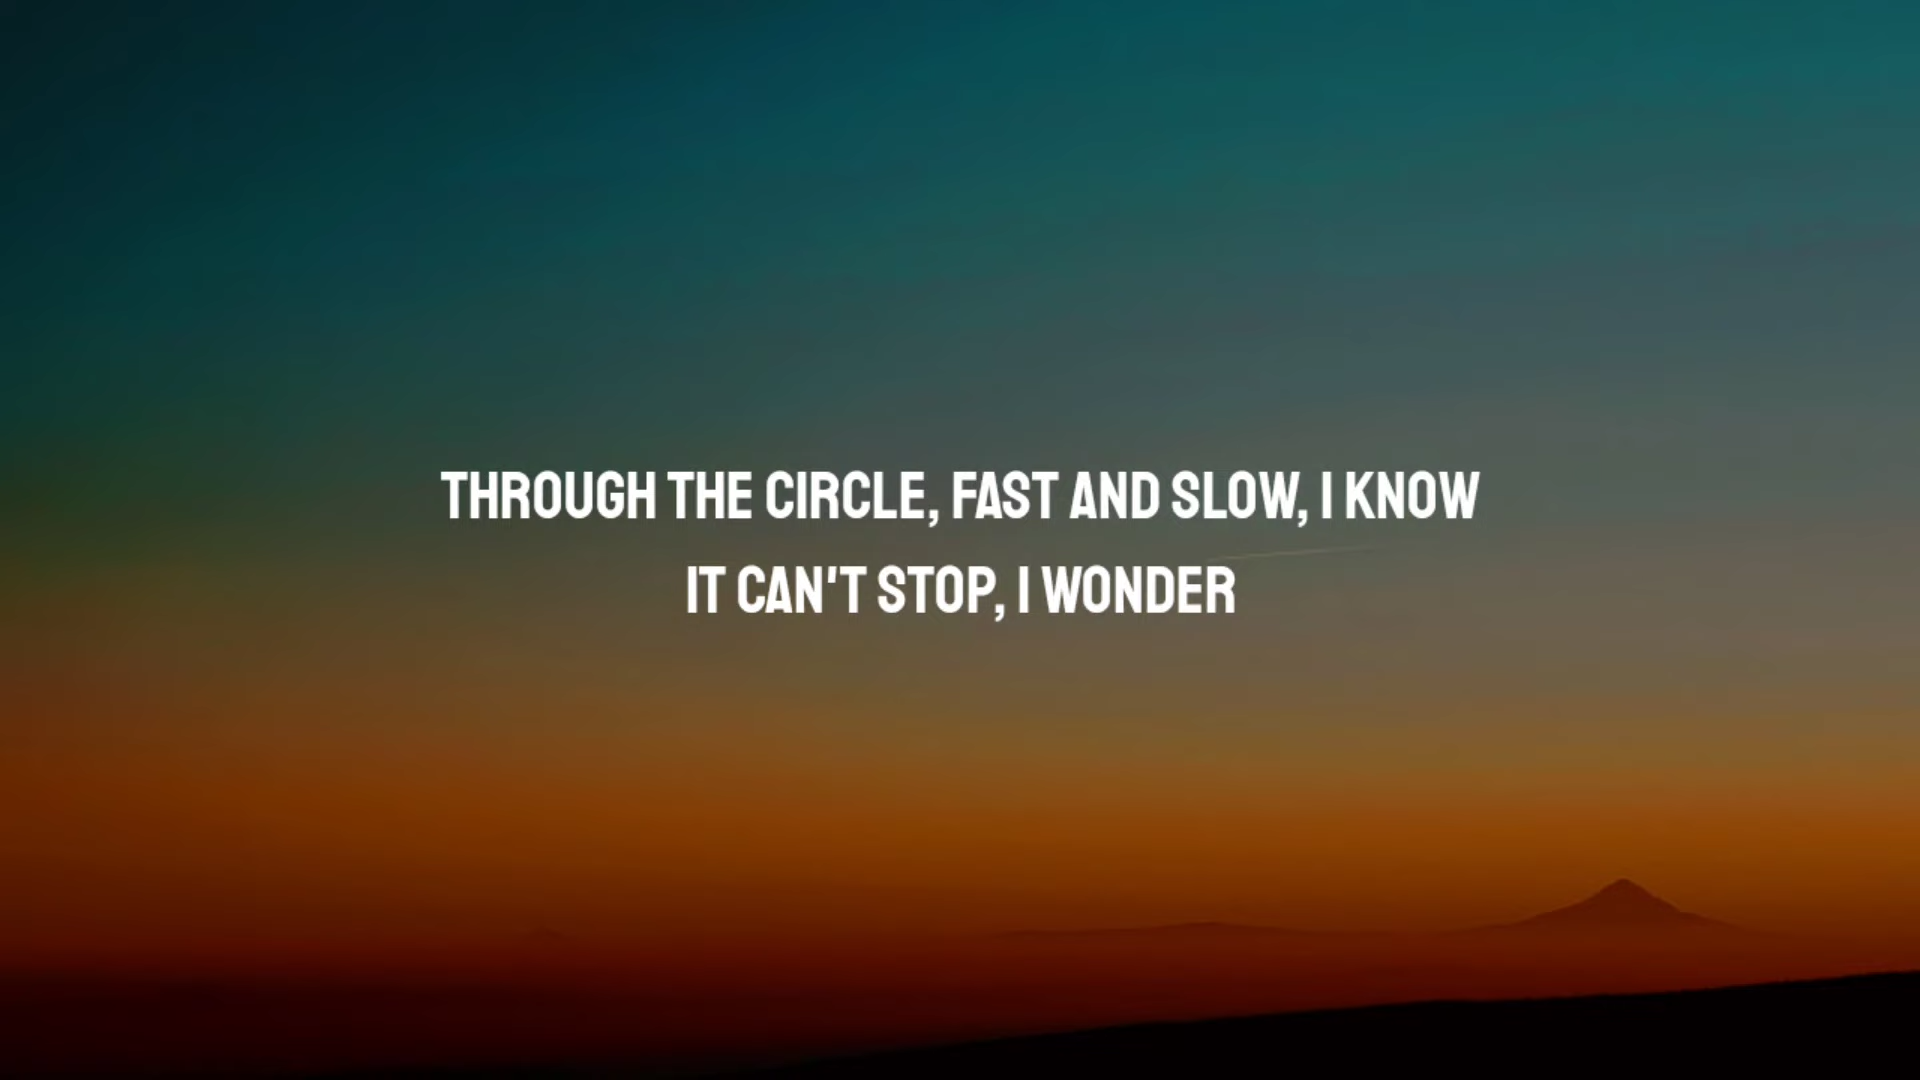 THROUGH THE CIRCLE, FAST AND SLOW, I KNOW
IT CAN'T STOP, I WONDER